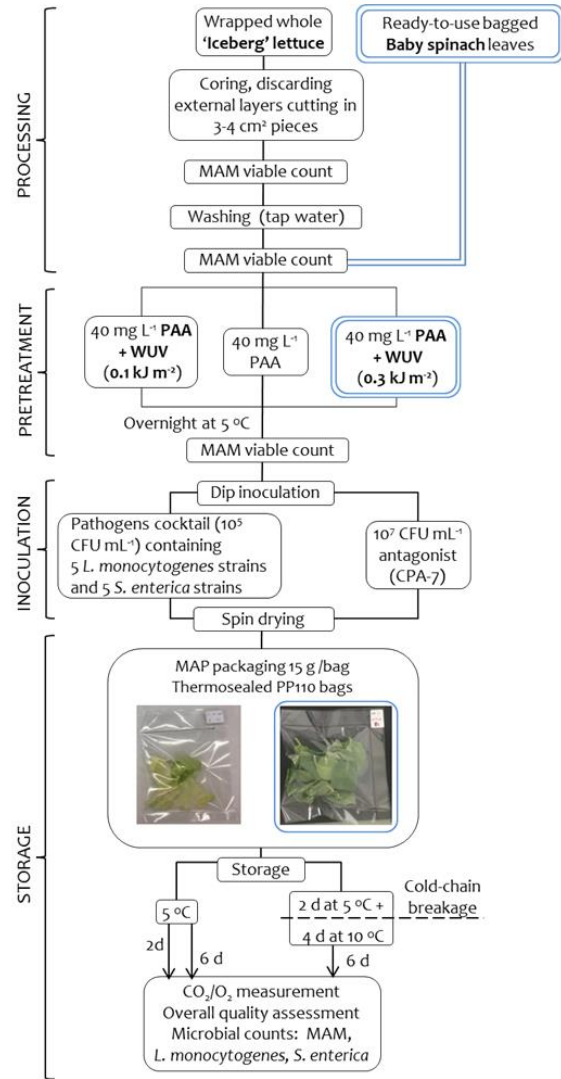 Wrapped whole
‘Iceberg’ lettuce
Ready-to-use bagged
Baby spinach leaves
PROCESSING
Coring, discarding
external layers cutting in
3-4 cm² pieces
MAM viable count
Washing (tap water)
MAM viable count
PRETREATMENT
40 mg L⁻¹ PAA
+ WUV
(0.1 kJ m⁻²)
40 mg L⁻¹
PAA
40 mg L⁻¹ PAA
+ WUV
(0.3 kJ m⁻²)
Overnight at 5 ºC
MAM viable count
INOCULATION
Dip inoculation
Pathogens cocktail (10⁵
CFU mL⁻¹) containing
5 L. monocytogenes strains
and 5 S. enterica strains
10⁷ CFU mL⁻¹
antagonist
(CPA-7)
Spin drying
STORAGE
MAP packaging 15 g /bag
Thermosealed PP110 bags
Storage
5 ºC
2 d at 5 ºC +
4 d at 10 ºC
Cold-chain
breakage
2d
6 d
6 d
CO₂/O₂ measurement
Overall quality assessment
Microbial counts: MAM,
L. monocytogenes, S. enterica